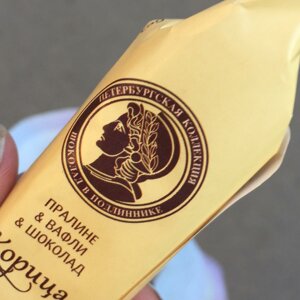 ПЕТЕРБУРГСКАЯ КОЛЛЕКЦИЯ
ШОКОЛАД В ПОДЛИННИКЕ
ПРАЛИНЕ
& ВАФЛИ
& ШОКОЛАД
Корица